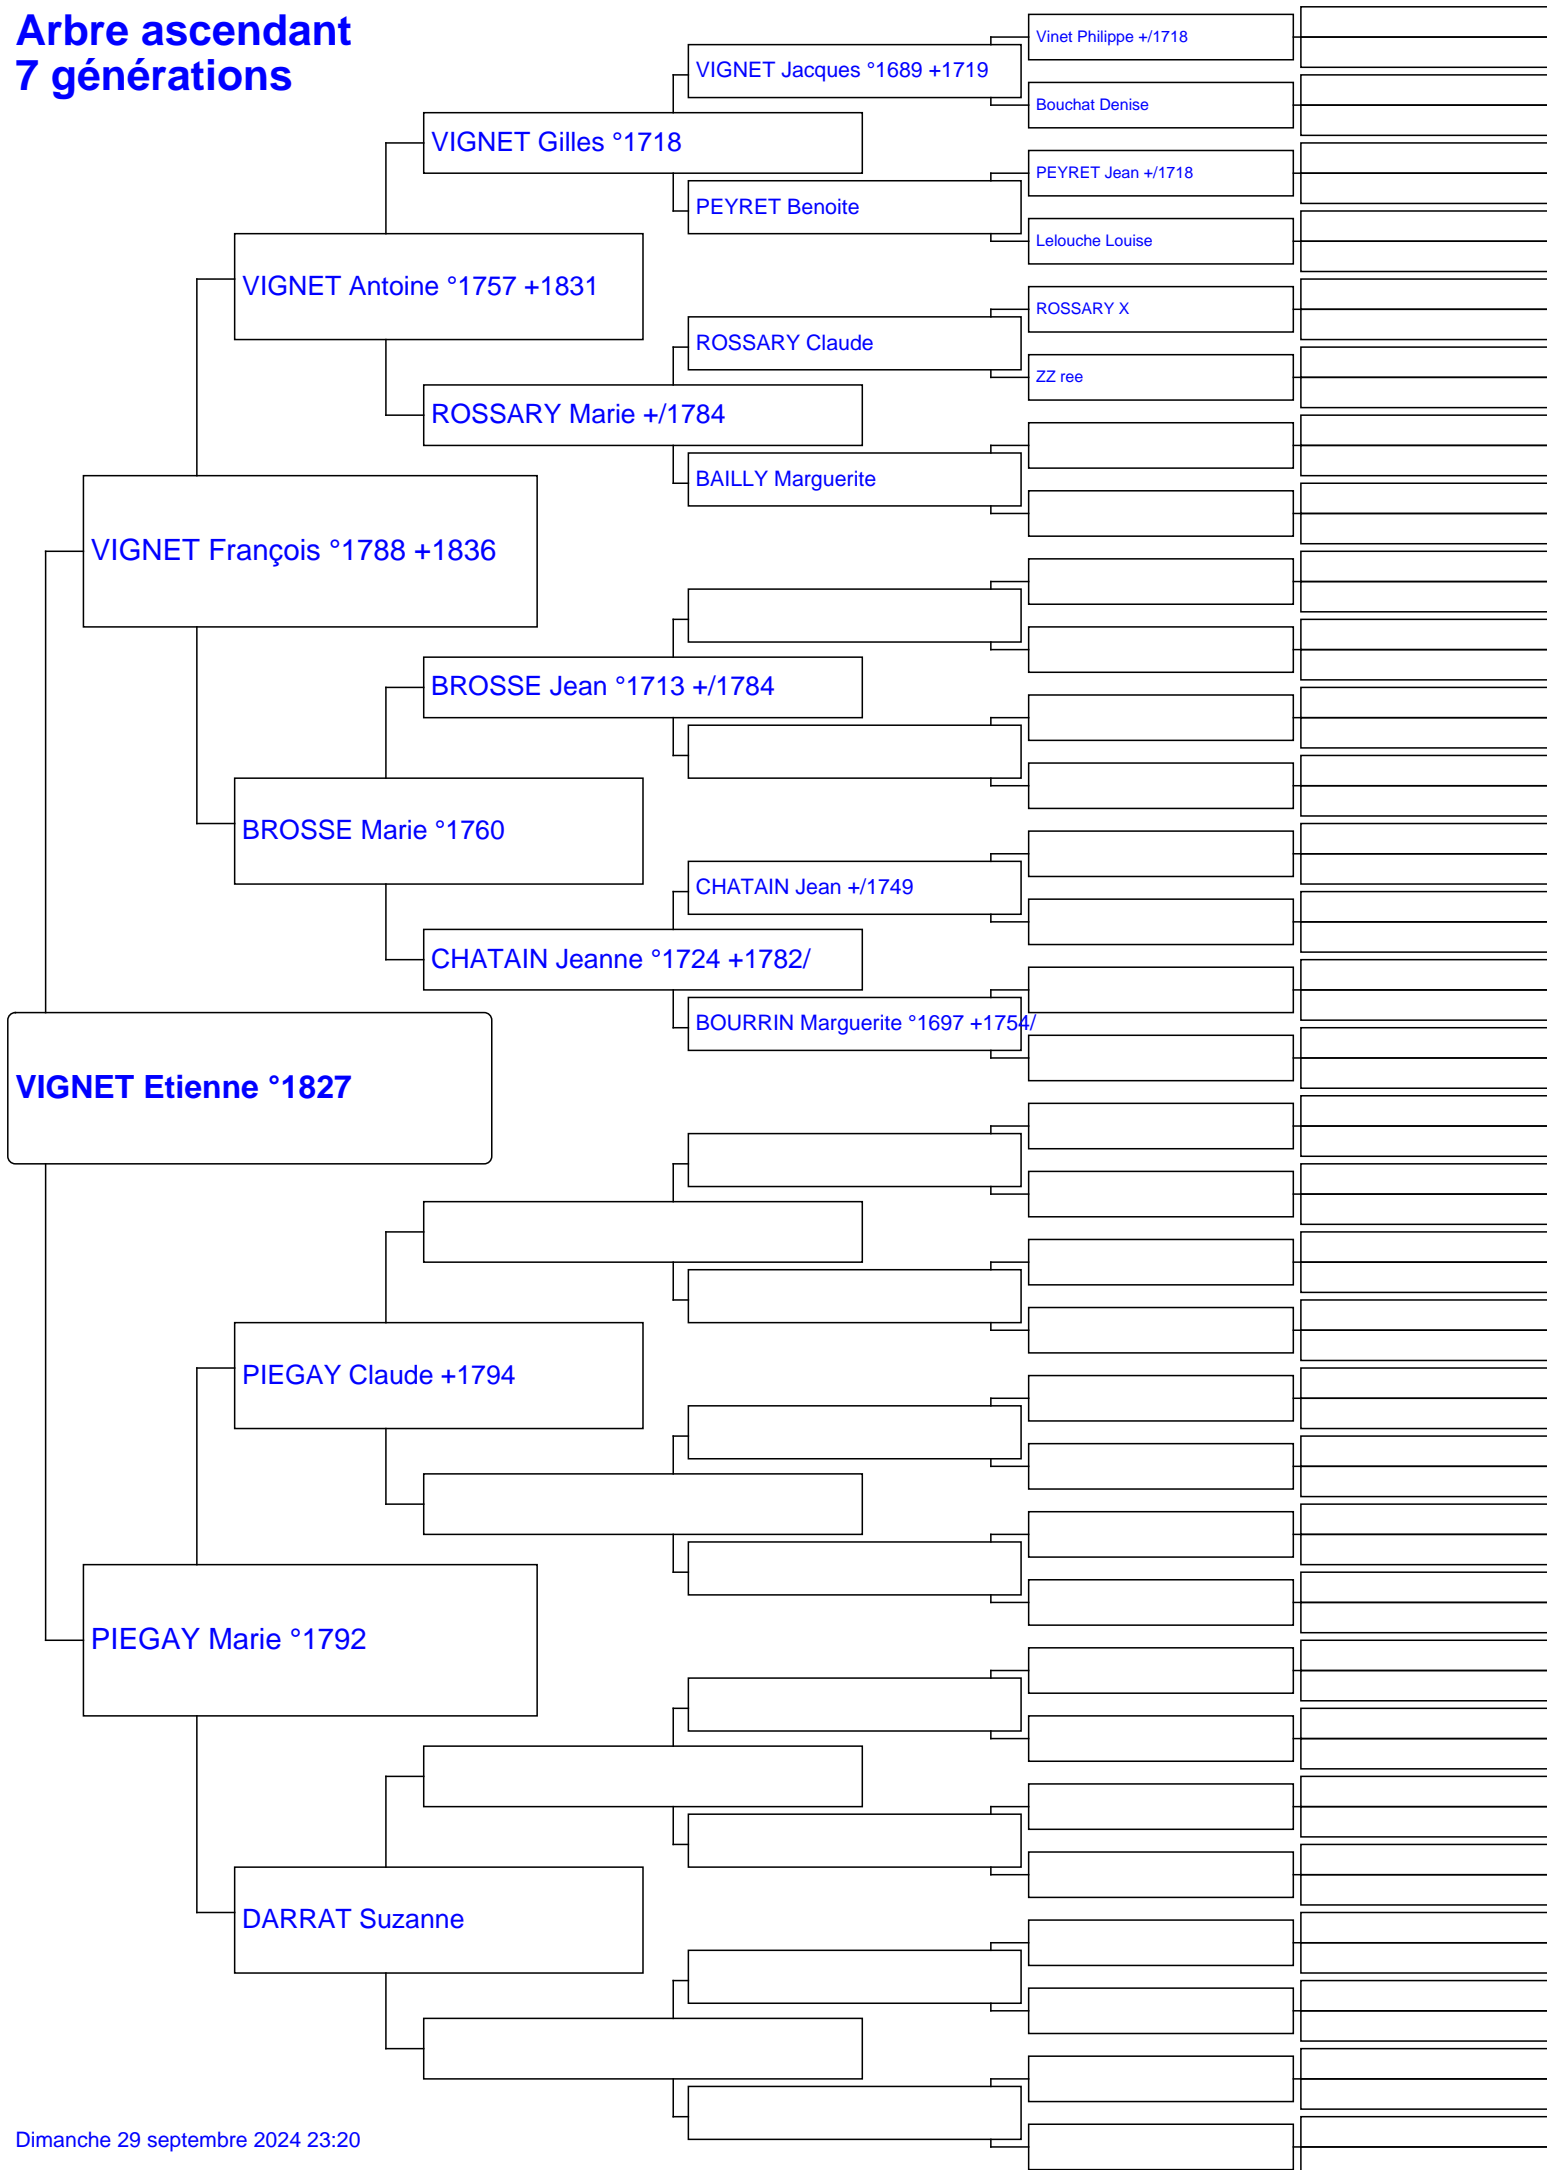 Arbre ascendant
7 générations
Vinet Philippe +/1718
VIGNET Jacques °1689 +1719
Bouchat Denise
VIGNET Gilles °1718
PEYRET Jean +/1718
PEYRET Benoite
Lelouche Louise
VIGNET Antoine °1757 +1831
ROSSARY X
ROSSARY Claude
ZZ ree
ROSSARY Marie +/1784
BAILLY Marguerite
VIGNET François °1788 +1836
BROSSE Jean °1713 +/1784
BROSSE Marie °1760
CHATAIN Jean +/1749
CHATAIN Jeanne °1724 +1782/
BOURRIN Marguerite °1697 +1754/
VIGNET Etienne °1827
PIEGAY Claude +1794
PIEGAY Marie °1792
DARRAT Suzanne
Dimanche 29 septembre 2024 23:20